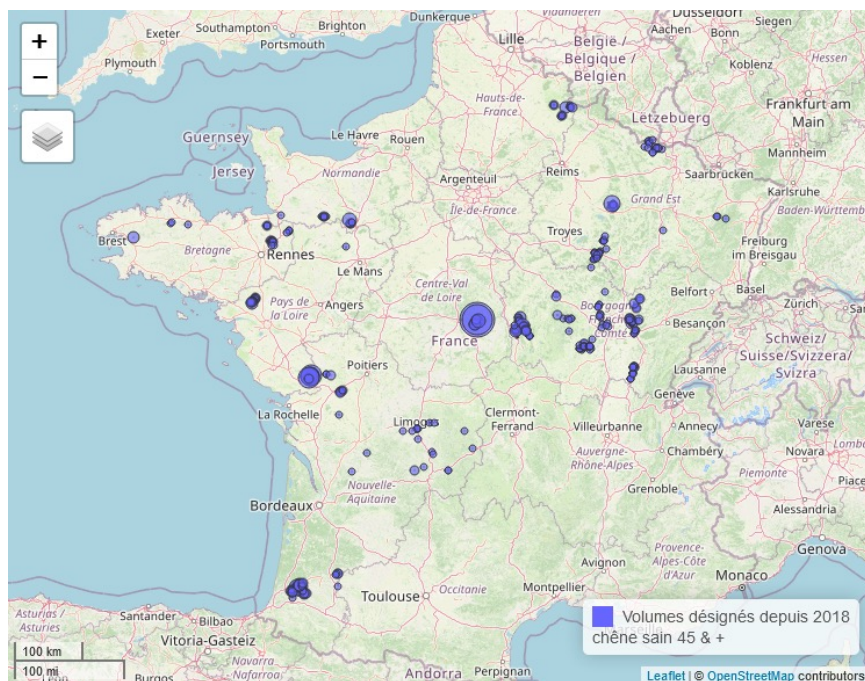 Southampton
Brighton
Dunkerque
Vlaanderen
Düsseldorf
Exeter
Portsmouth
Plymouth
Lille
België /
Belgique /
Belgien
Aachen
Bonn
Siegen
Koblenz
Hessen
+
−
Hauts-de-
France
Lëtzebuerg
Frankfurt am
Main
Guernsey
Jersey
Le Havre
Rouen
Normandie
Reims
Saarbrücken
Mannheim
Karlsruhe
Argenteuil
Île-de-France
Grand Est
Baden-Württemb
Brest
Bretagne
Rennes
Le Mans
Troyes
Freiburg
im Breisgau
Pays de
la Loire
Angers
Centre-Val
de Loire
Belfort
Basel
Zürich
Besançon
France
Schweiz/
Suisse/Svizzera/
Svizra
Poitiers
Lausanne
Genève
La Rochelle
Limoges
Clermont-
Ferrand
Villeurbanne
Annecy
Varese
Auvergne-
Rhône-Alpes
Chambéry
Novara
Lomb
Nouvelle-
Aquitaine
Grenoble
Piemonte
Piace
Bordeaux
Alessandria
Genova
Avignon
Provence-
Alpes-Côte
d'Azur
Monaco
Toulouse
Occitanie
Montpellier
Asturias /
Asturies
Santander
Bilbao
Vitoria-Gasteiz
Burgos
Navarra
Andorra
Perpignan
100 km
100 mi
Volumes désignés depuis 2018
chêne sain 45 & +
Leaflet | © OpenStreetMap contributors